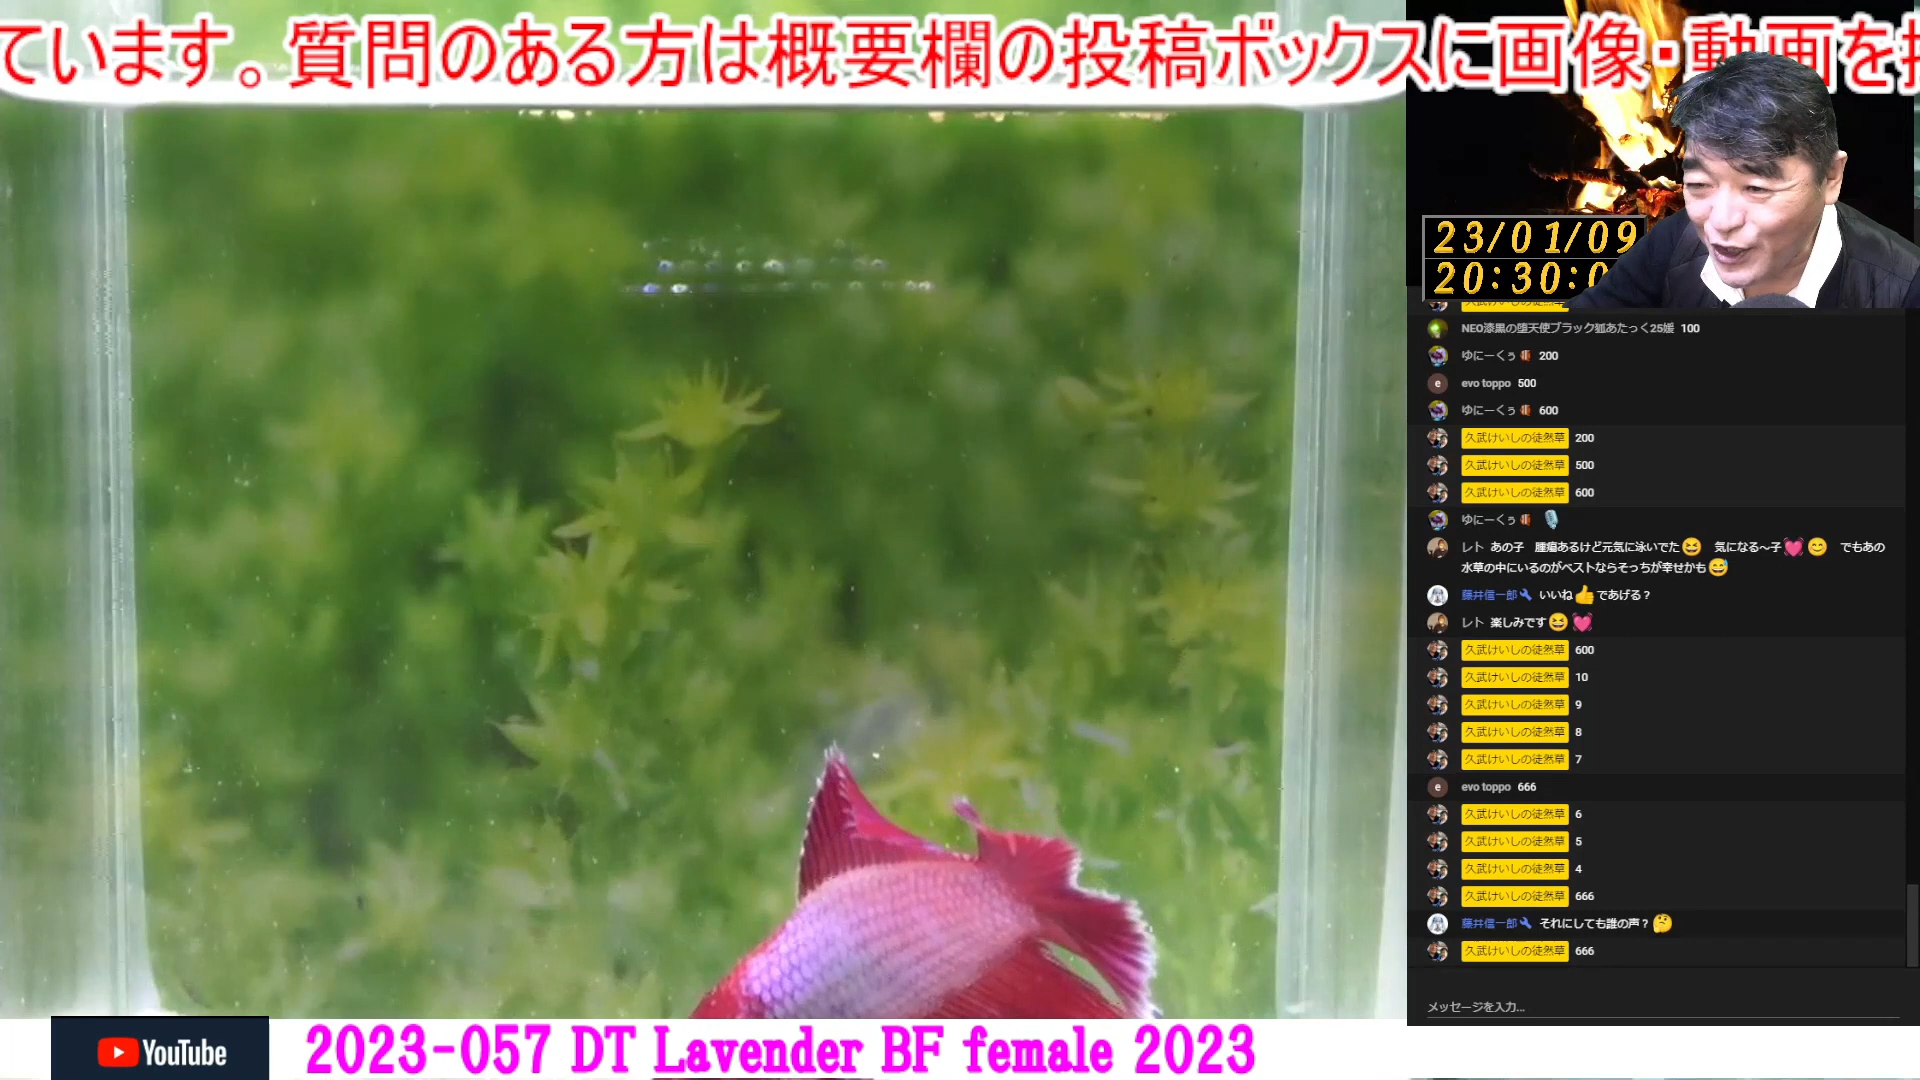 ています。質問のある方は概要欄の投稿ボックスに画像・動画を
23/01/09
20:30:0
NEO漆黒の堕天使ブラック狐あたっく25媛 100
ゆにーくぅ 200
evo toppo 500
ゆにーくぅ 600
久武けいしの徒然草 200
久武けいしの徒然草 500
久武けいしの徒然草 600
ゆにーくぅ
レト あの子 腫瘍あるけど元気に泳いでた 気になる〜子 でもあの
水草の中にいるのがベストならそっちが幸せかも
藤井信一郎 いいね であげる？
レト 楽しみです
久武けいしの徒然草 600
久武けいしの徒然草 10
久武けいしの徒然草 9
久武けいしの徒然草 8
久武けいしの徒然草 7
evo toppo 666
久武けいしの徒然草 6
久武けいしの徒然草 5
久武けいしの徒然草 4
久武けいしの徒然草 666
藤井信一郎 それにしても誰の声？
久武けいしの徒然草 666
メッセージを入力...
YouTube
2023-057 DT Lavender BF female 2023